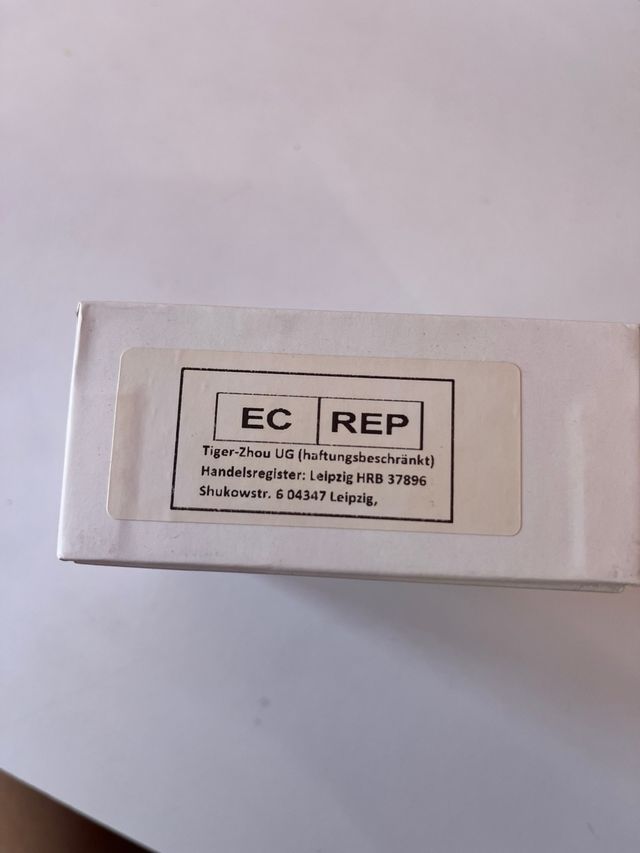 EC REP
Tiger-Zhou UG (haftungsbeschränkt)
Handelsregister: Leipzig HRB 37896
Shukowstr. 6 04347 Leipzig,